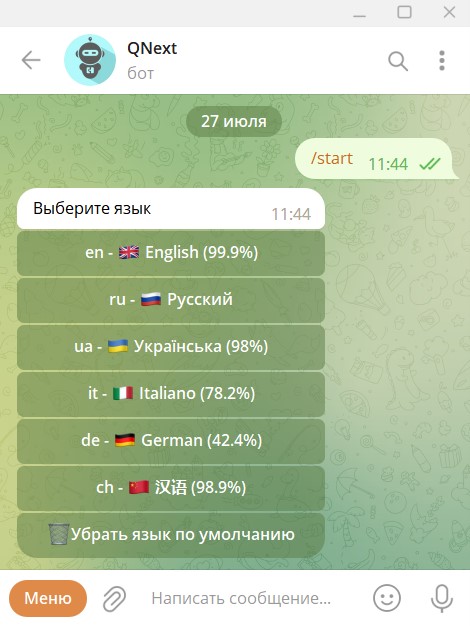 QNext
бот
27 июля
/start 11:44
Выберите язык 11:44
en - 🇬🇧 English (99.9%)
ru - 🇷🇺 Русский
ua - 🇺🇦 Українська (98%)
it - 🇮🇹 Italiano (78.2%)
de - 🇩🇪 German (42.4%)
ch - 🇨🇳 汉语 (98.9%)
🗑️Убрать язык по умолчанию
Меню Написать сообщение...